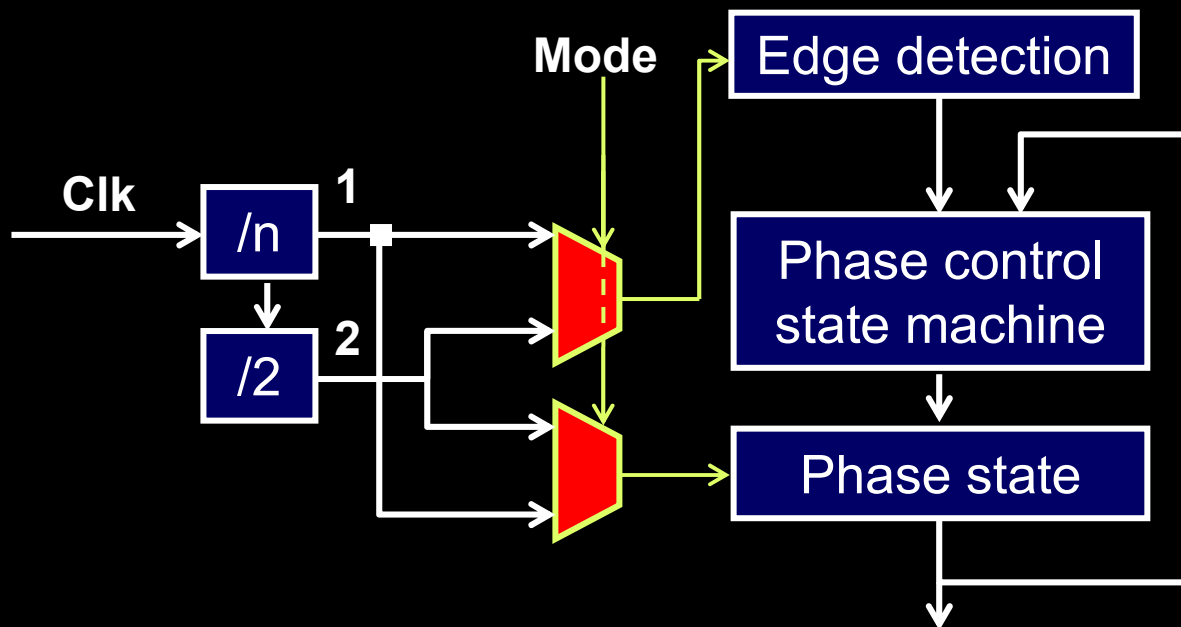 Mode
Edge detection
Clk
/n
1
/2
2
Phase control
state machine
Phase state